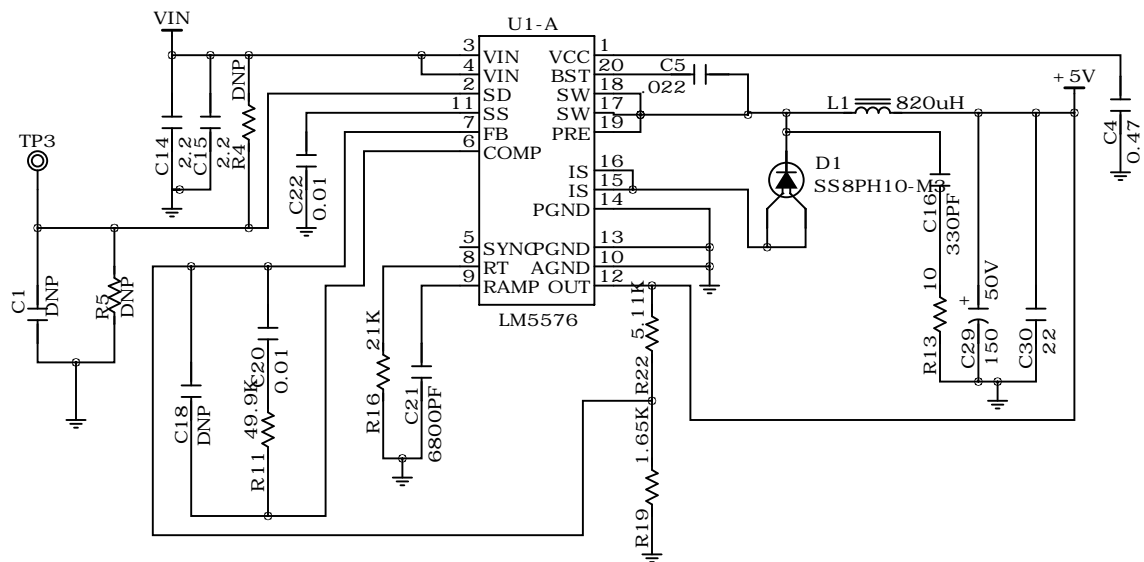 VIN
U1-A
3
VIN
4
VIN
2
SD
11
SS
7
FB
6
COMP
5
SYNC
8
RT
9
RAMP
1
VCC
20
BST
18
SW
17
SW
19
PRE
16
IS
15
IS
14
PGND
13
PGND
10
AGND
12
OUT
LM5576
TP3
C14
2.2
C15
2.2
R4
DNP
C22
0.01
C5
.022
L1
820uH
+5V
C4
0.47
D1
SS8PH10-M3
C16
330PF
R13
10
C29
150
50V
+
C30
22
C1
DNP
R5
DNP
C18
DNP
C20
0.01
R11
49.9K
R16
21K
C21
6800PF
R22
5.11K
R19
1.65K